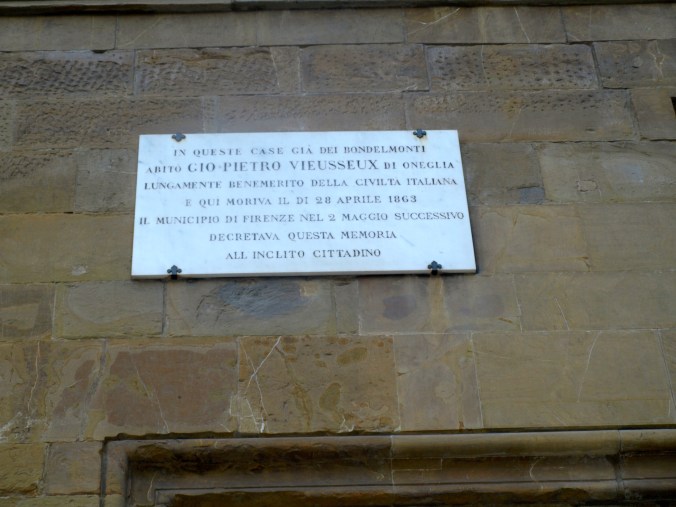 IN QUESTE CASE GIÀ DEI BONDELMONTI
ABITÒ GIO·PIETRO VIEUSSEUX DI ONEGLIA
LUNGAMENTE BENEMERITO DELLA CIVILTÀ ITALIANA
E QUI MORIVA IL DÌ 28 APRILE 1863
IL MUNICIPIO DI FIRENZE NEL 2 MAGGIO SUCCESSIVO
DECRETAVA QUESTA MEMORIA
ALL INCLITO CITTADINO